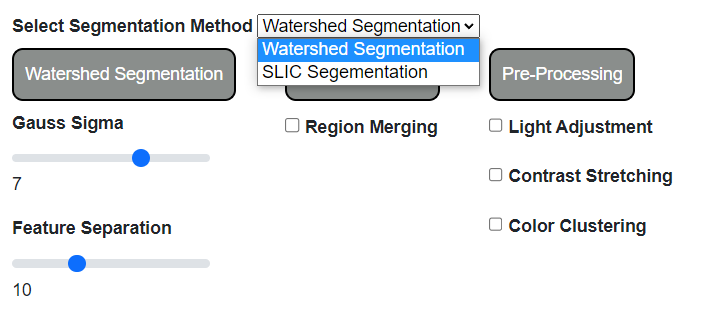 Select Segmentation Method Watershed Segmentation
Watershed Segmentation
SLIC Segementation
Watershed Segmentation
Pre-Processing
Gauss Sigma
Region Merging
Light Adjustment
7
Contrast Stretching
Feature Separation
Color Clustering
10